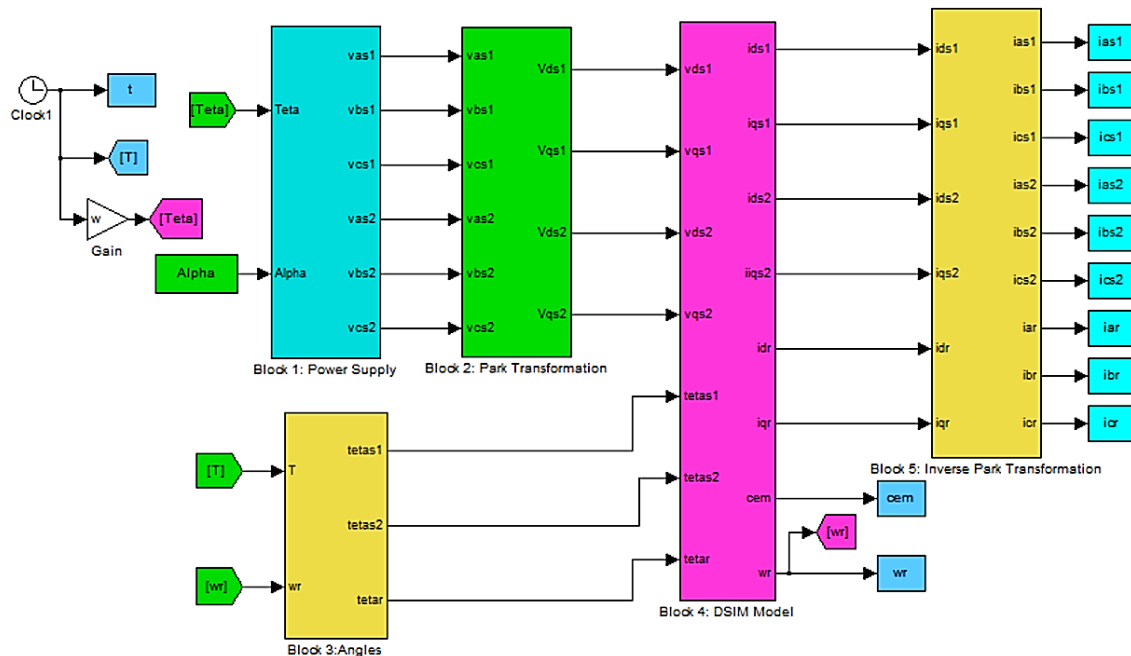 Clock1
t
[T]
w
Gain
[Teta]
[Teta]
Alpha
Teta
Alpha
vas1
vbs1
vcs1
vas2
vbs2
vcs2
Block 1: Power Supply
vas1
vbs1
vcs1
vas2
vbs2
vcs2
Vds1
Vqs1
Vds2
Vqs2
Block 2: Park Transformation
[T]
[wr]
T
wr
tetas1
tetas2
tetar
Block 3:Angles
vds1
vqs1
vds2
vqs2
tetas1
tetas2
tetar
ids1
iqs1
ids2
iiqs2
idr
iqr
cem
wr
Block 4: DSIM Model
cem
[wr]
wr
ids1
iqs1
ids2
iqs2
idr
iqr
ias1
ibs1
ics1
ias2
ibs2
ics2
iar
ibr
icr
Block 5: Inverse Park Transformation
ias1
ibs1
ics1
ias2
ibs2
ics2
iar
ibr
icr